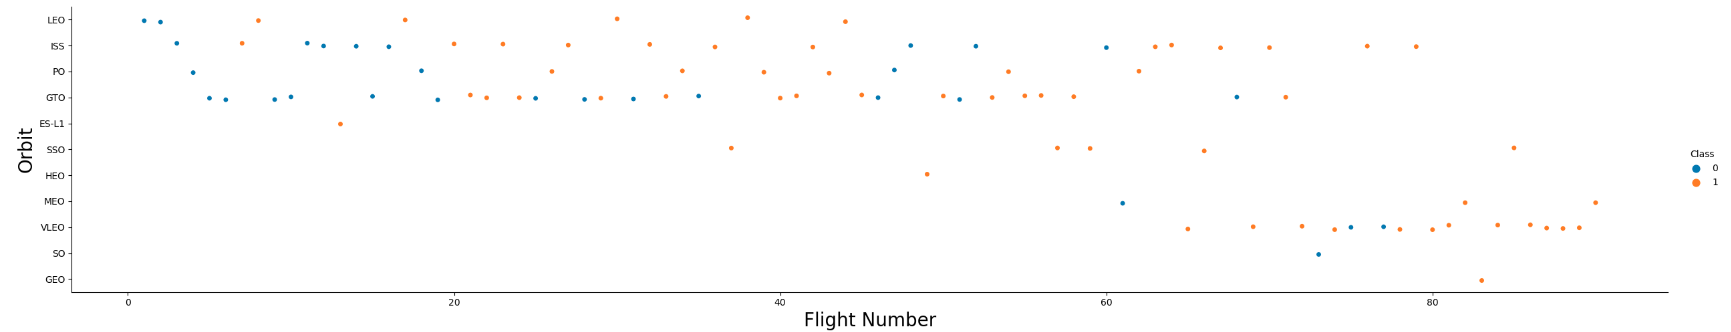 LEO
ISS
PO
GTO
ES-L1
SSO
HEO
MEO
VLEO
SO
GEO
Orbit
0 20 40 60 80
Flight Number
Class
0
1